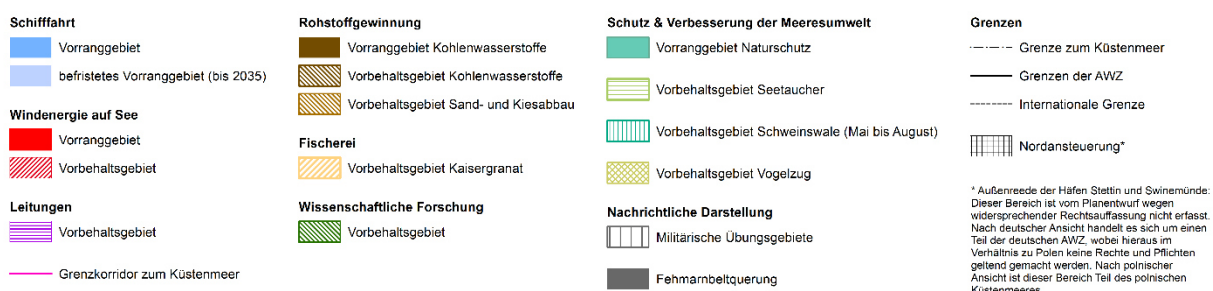 Schifffahrt
Vorranggebiet
befristetes Vorranggebiet (bis 2035)
Windenergie auf See
Vorranggebiet
Vorbehaltsgebiet
Leitungen
Vorbehaltsgebiet
Grenzkorridor zum Küstenmeer
Rohstoffgewinnung
Vorranggebiet Kohlenwasserstoffe
Vorbehaltsgebiet Kohlenwasserstoffe
Vorbehaltsgebiet Sand- und Kiesabbau
Fischerei
Vorbehaltsgebiet Kaisergranat
Wissenschaftliche Forschung
Vorbehaltsgebiet
Schutz & Verbesserung der Meeresumwelt
Vorranggebiet Naturschutz
Vorbehaltsgebiet Seetaucher
Vorbehaltsgebiet Schweinswale (Mai bis August)
Vorbehaltsgebiet Vogelzug
Nachrichtliche Darstellung
Militärische Übungsgebiete
Fehmarnbeltquerung
Grenzen
Grenze zum Küstenmeer
Grenzen der AWZ
Internationale Grenze
Nordansteuerung*
* Außenreede der Häfen Stettin und Swinemünde:
Dieser Bereich ist vom Planentwurf wegen
widersprechender Rechtsauffassung nicht erfasst.
Nach deutscher Ansicht handelt es sich um einen
Teil der deutschen AWZ, wobei hieraus im
Verhältnis zu Polen keine Rechte und Pflichten
geltend gemacht werden. Nach polnischer
Ansicht ist dieser Bereich Teil des polnischen
Küstenmeeres